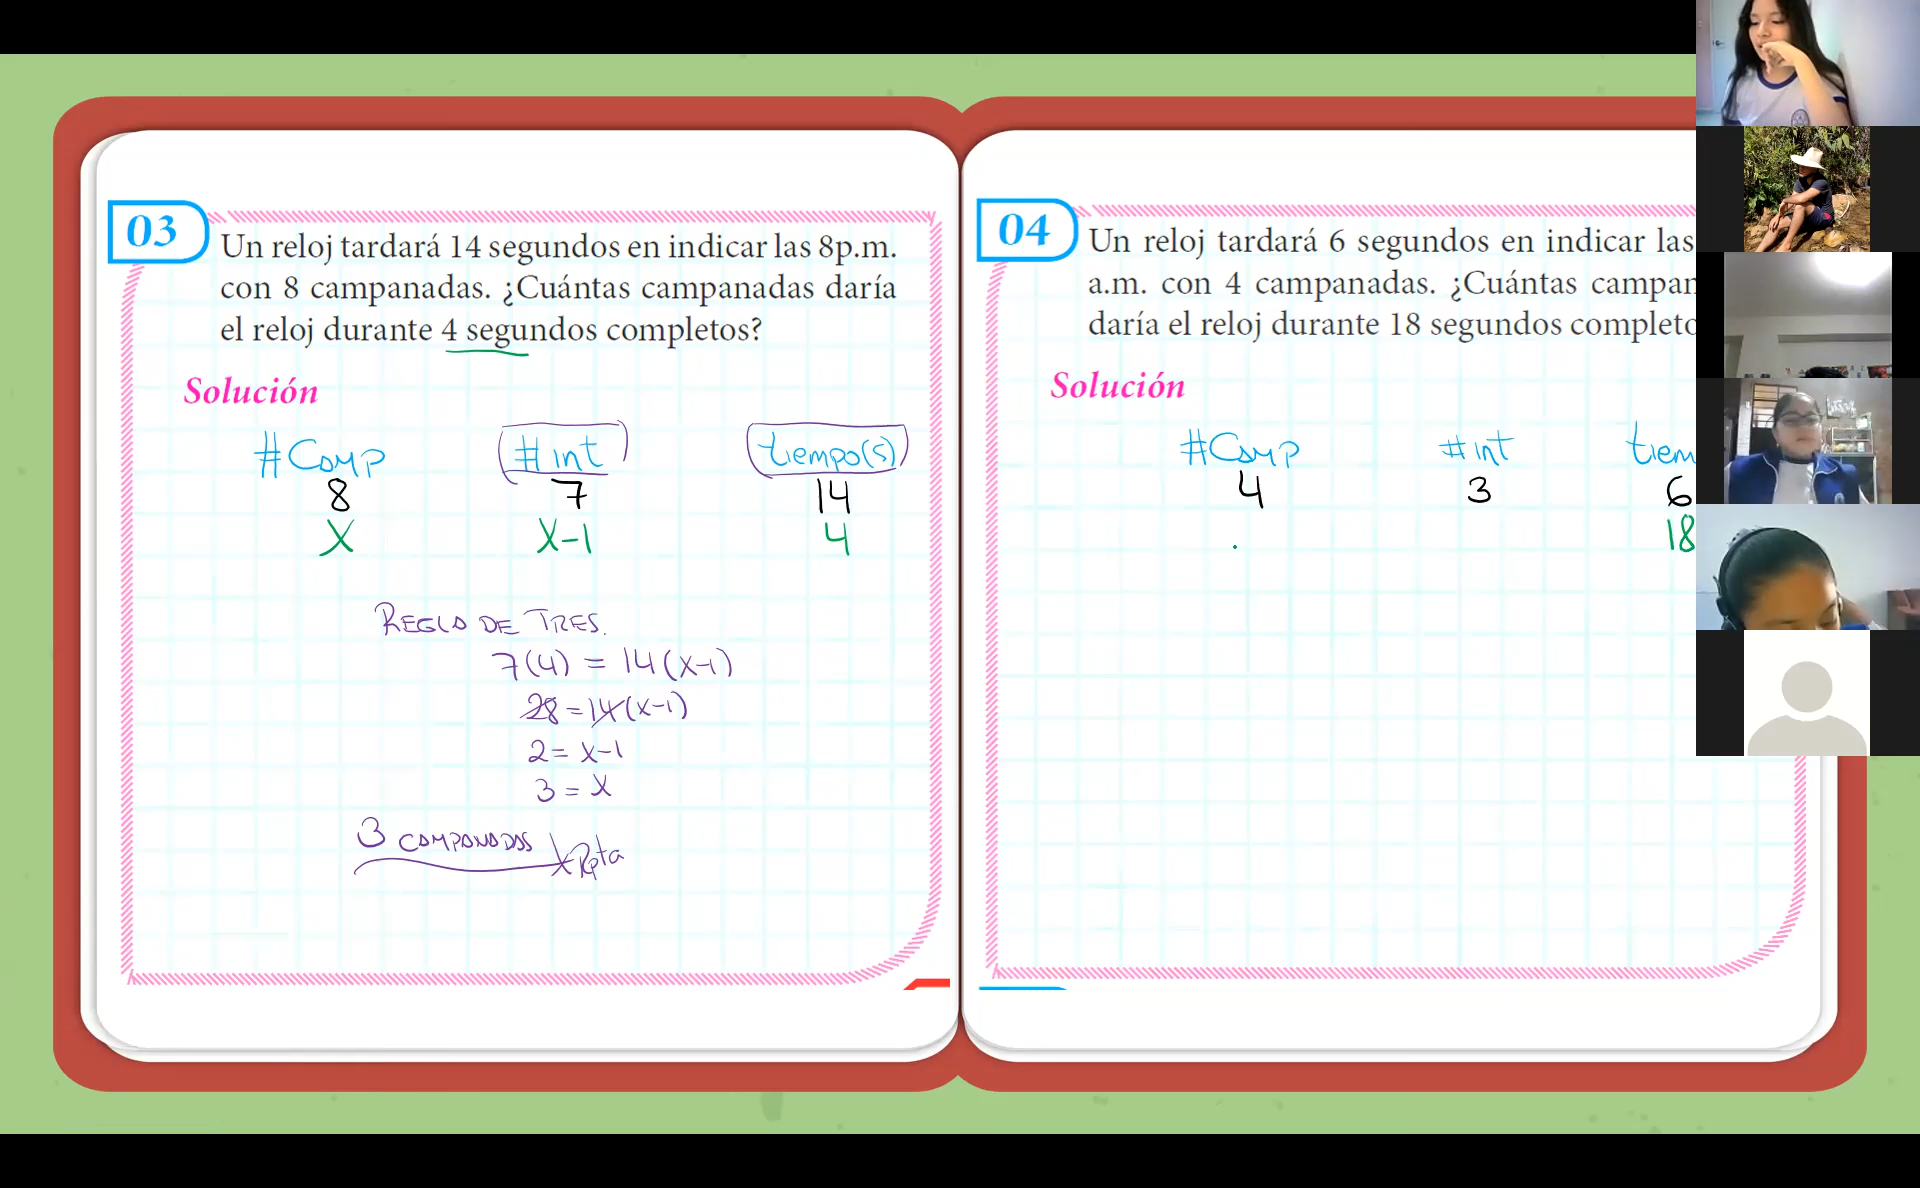 03
Un reloj tardará 14 segundos en indicar las 8p.m.
con 8 campanadas. ¿Cuántas campanadas daría
el reloj durante 4 segundos completos?
Solución
#Comp #int tiempo(s)
8 7 14
X X-1 4
REGLA DE TRES.
7(4) = 14(x-1)
28 = 14(x-1)
2 = x-1
3 = X
3 CAMPANADAS Rpta
04
Un reloj tardará 6 segundos en indicar las
a.m. con 4 campanadas. ¿Cuántas campan
daría el reloj durante 18 segundos completo
Solución
#Comp #int tiem
4 3 6
18